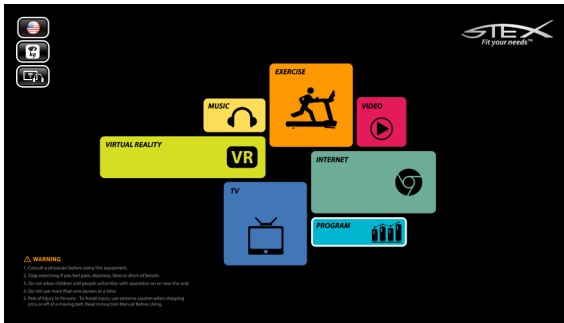 STEX
Fit your needs™
kg
EXERCISE
MUSIC
VIDEO
VIRTUAL REALITY
VR
INTERNET
TV
PROGRAM
WARNING
1. Consult a physician before using this equipment.
2. Stop exercising if you feel pain, dizziness, faint or short of breath.
3. Do not allow children and people unfamiliar with operation on or near the unit.
4. Do not use more than one person at a time.
5. Risk of Injury to Persons - To Avoid Injury, use extreme caution when stepping
onto or off of a moving belt. Read Instruction Manual Before Using.